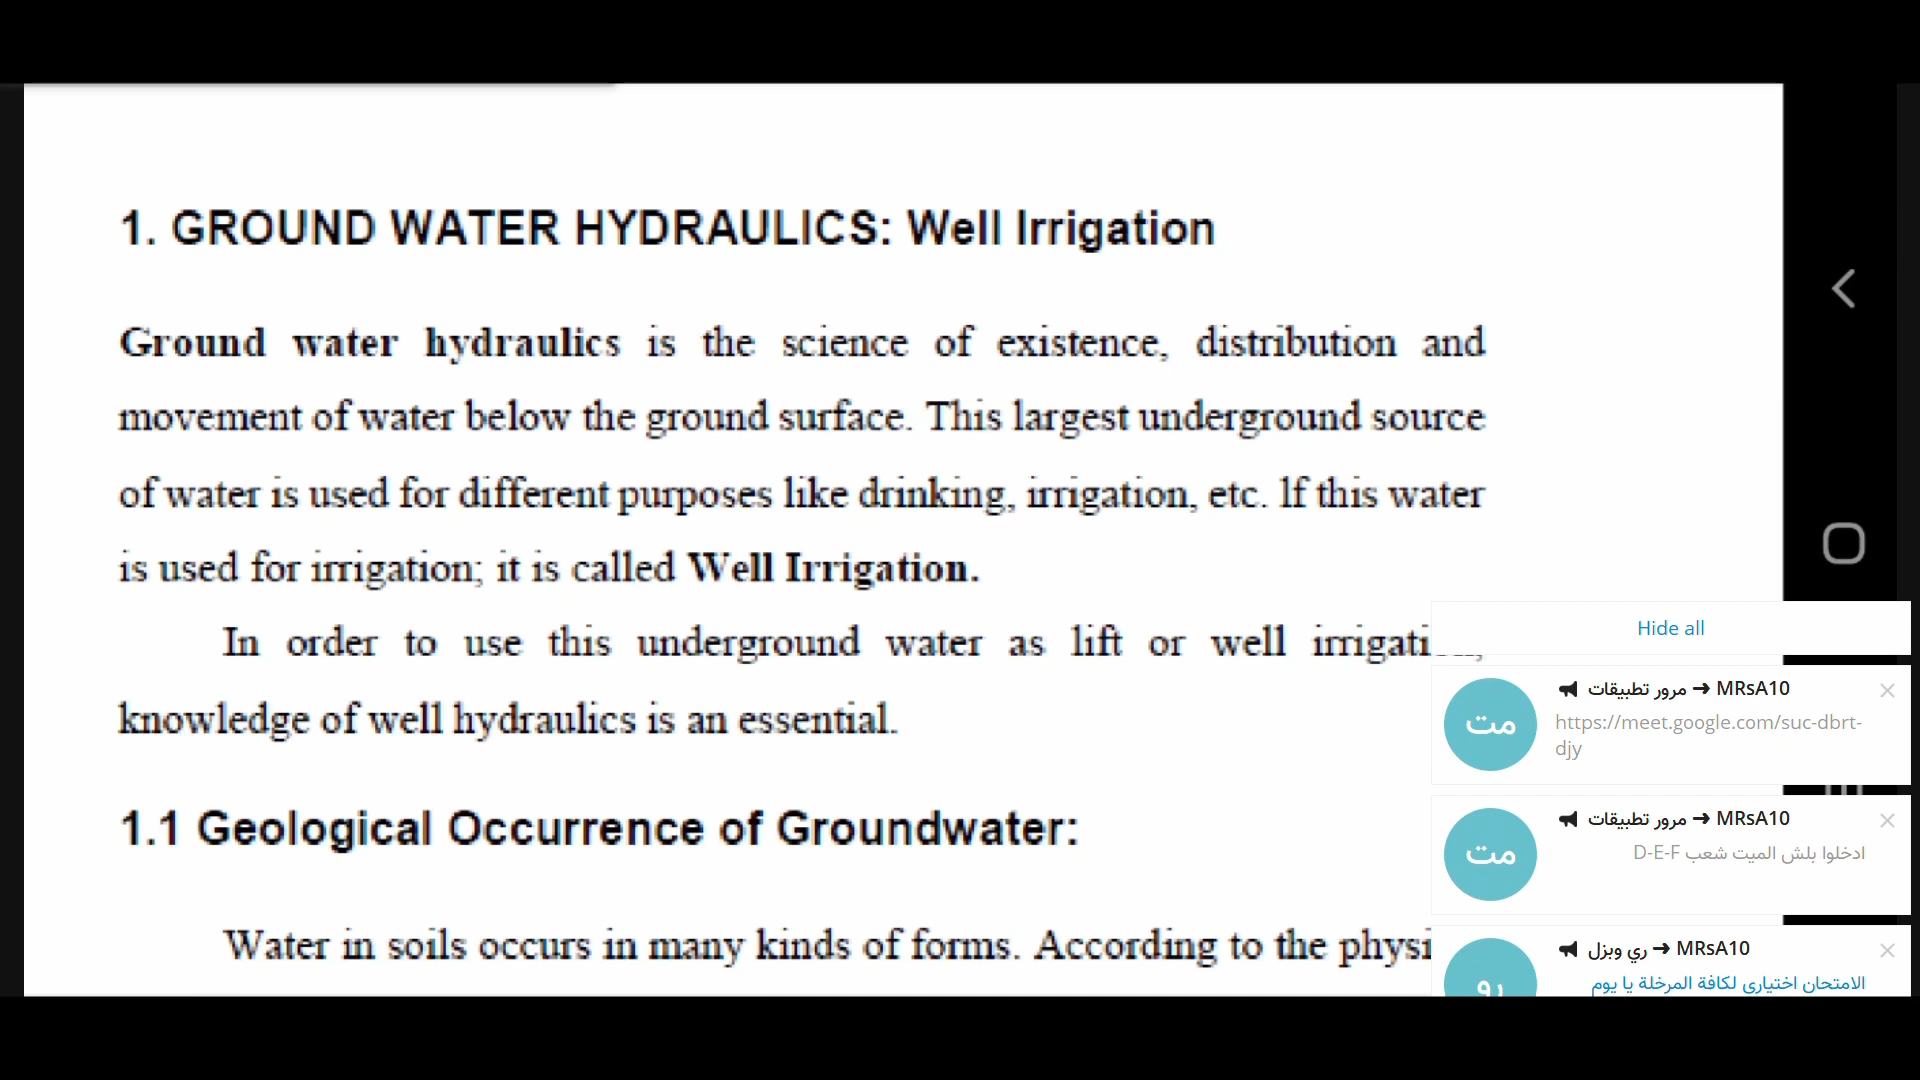 1. GROUND WATER HYDRAULICS: Well Irrigation
Ground water hydraulics is the science of existence, distribution and
movement of water below the ground surface. This largest underground source
of water is used for different purposes like drinking, irrigation, etc. If this water
is used for irrigation; it is called Well Irrigation.
In order to use this underground water as lift or well irrigati
knowledge of well hydraulics is an essential.
1.1 Geological Occurrence of Groundwater:
Water in soils occurs in many kinds of forms. According to the physi
Hide all
مت
مرور تطبيقات ➜ MRsA10
https://meet.google.com/suc-dbrt-
djy
مت
مرور تطبيقات ➜ MRsA10
ادخلوا بلش الميت شعب D-E-F
رو
ري وبزل ➜ MRsA10
الامتحان اختياري لكافة المرخلة يا يوم